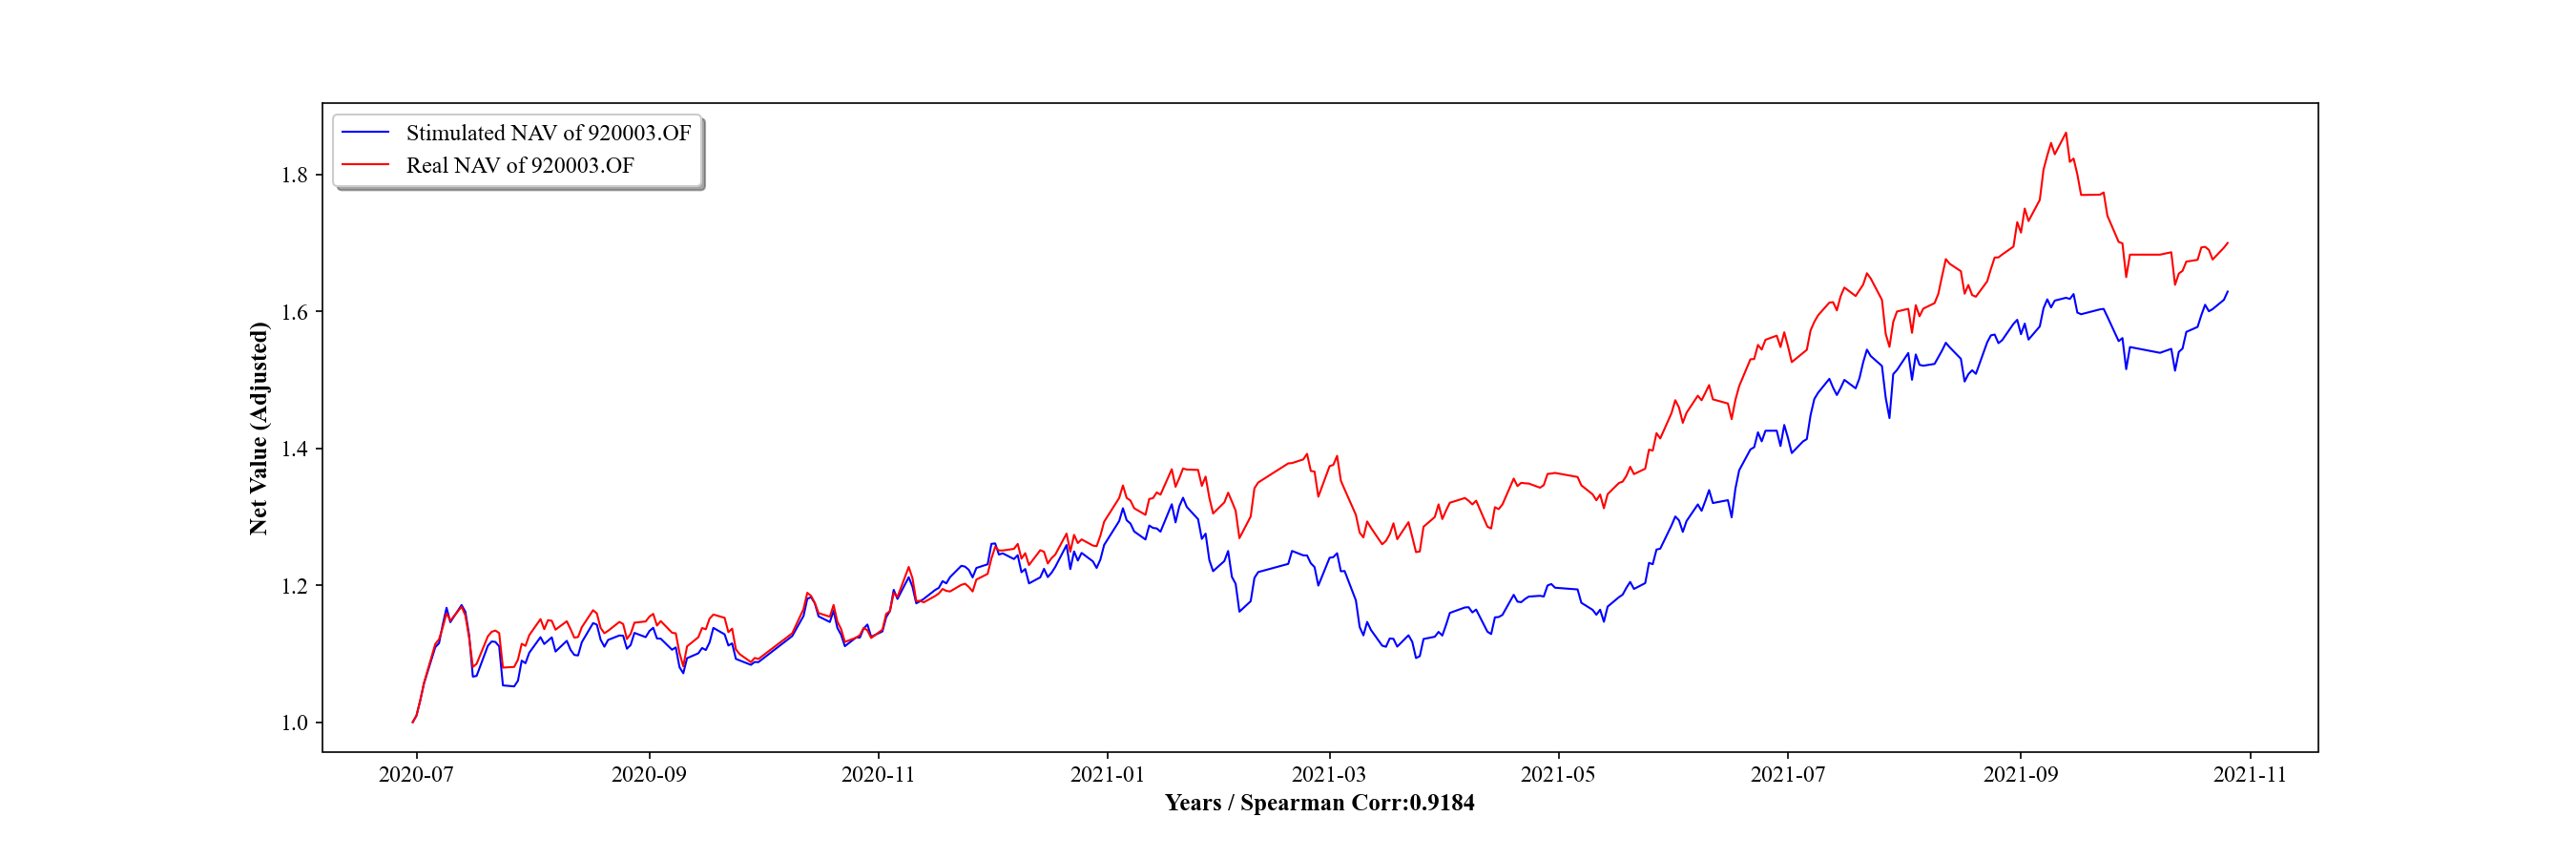 Stimulated NAV of 920003.OF
Real NAV of 920003.OF
Net Value (Adjusted)
1.8
1.6
1.4
1.2
1.0
2020-07 2020-09 2020-11 2021-01 2021-03 2021-05 2021-07 2021-09 2021-11
Years / Spearman Corr:0.9184